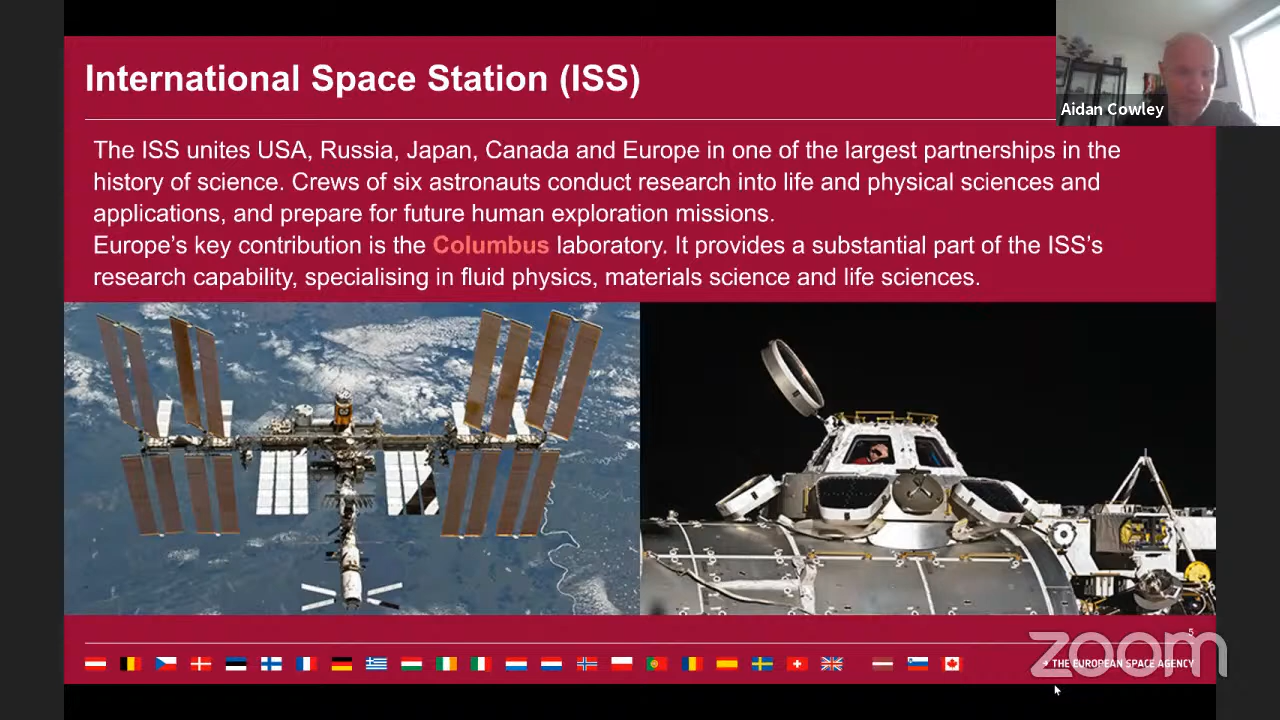 International Space Station (ISS)
Aidan Cowley
The ISS unites USA, Russia, Japan, Canada and Europe in one of the largest partnerships in the
history of science. Crews of six astronauts conduct research into life and physical sciences and
applications, and prepare for future human exploration missions.
Europe's key contribution is the Columbus laboratory. It provides a substantial part of the ISS's
research capability, specialising in fluid physics, materials science and life sciences.
5
zoom
→ THE EUROPEAN SPACE AGENCY